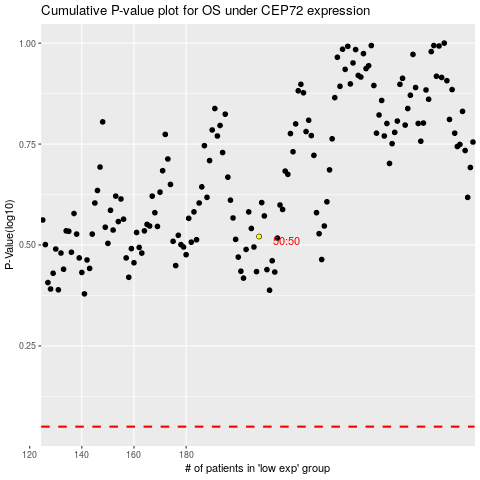 Cumulative P-value plot for OS under CEP72 expression
P-Value(log10)
1.00
0.75
0.50
0.25
50:50
120 140 160 180
# of patients in 'low exp' group